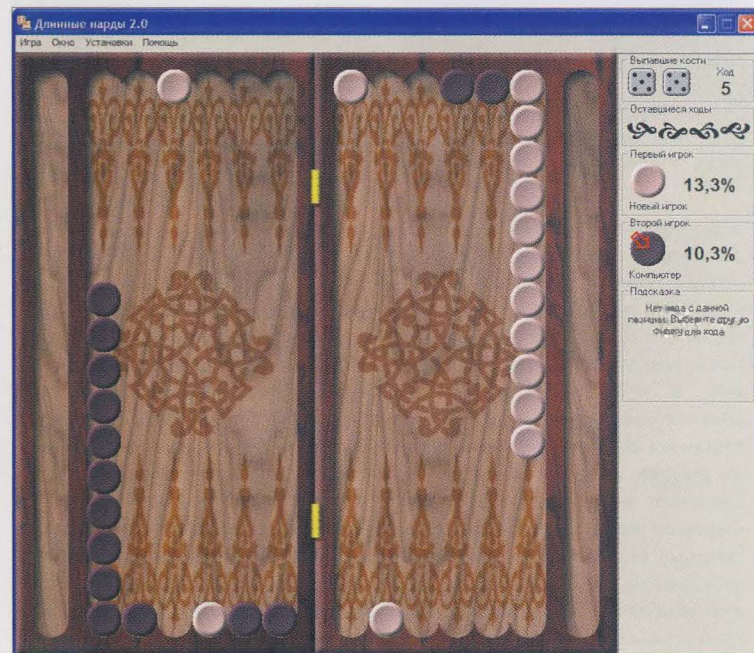 Длинные нарды 2.0
Игра Окно Установки Помощь
Выпавшие кости
Ход
5
Оставшиеся ходы
Первый игрок
13,3%
Новый игрок
Второй игрок
10,3%
Компьютер
Подсказка
Нет хода с данной
позиции. Выберите другую
фишку для хода